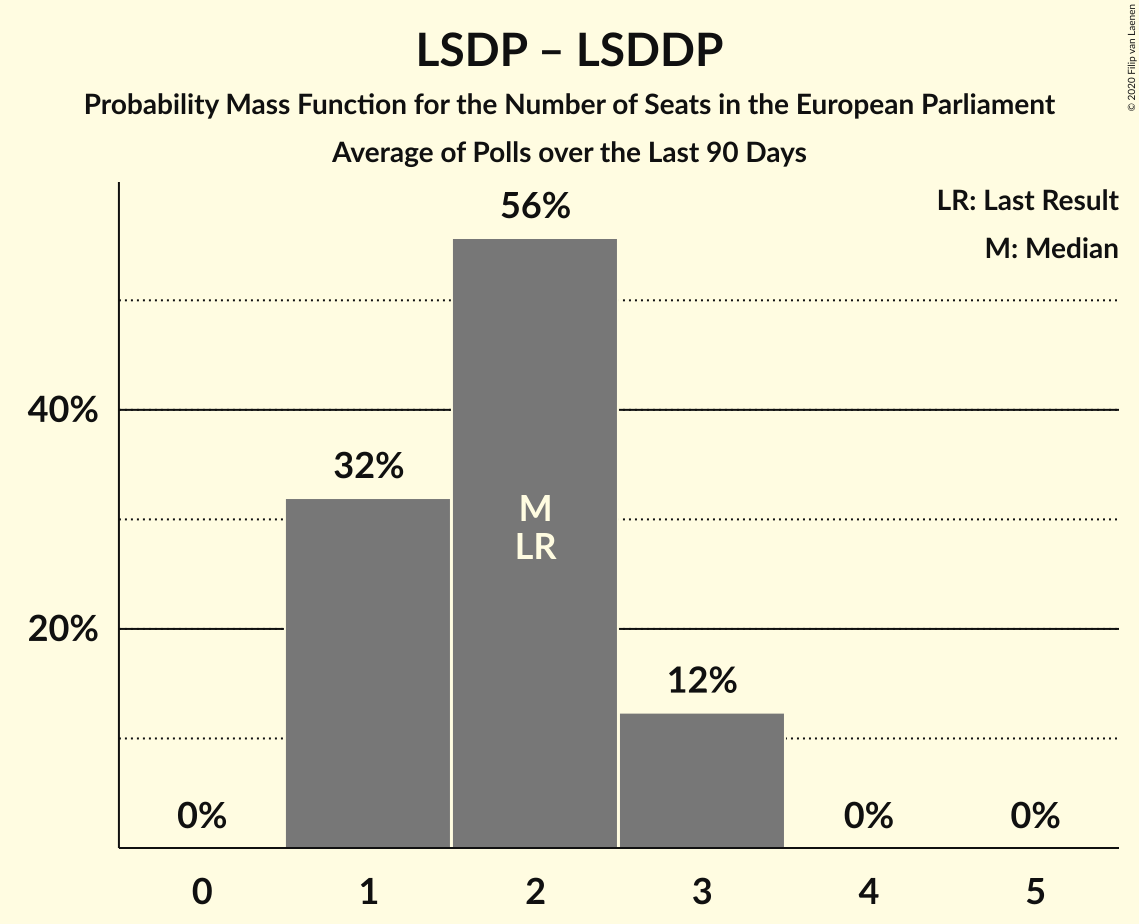 LSDP – LSDDP
Probability Mass Function for the Number of Seats in the European Parliament
Average of Polls over the Last 90 Days
© 2020 Filip van Laenen
LR: Last Result
M: Median
56%
40%
32%
M
LR
20%
12%
0%
0%
0%
0
1
2
3
4
5